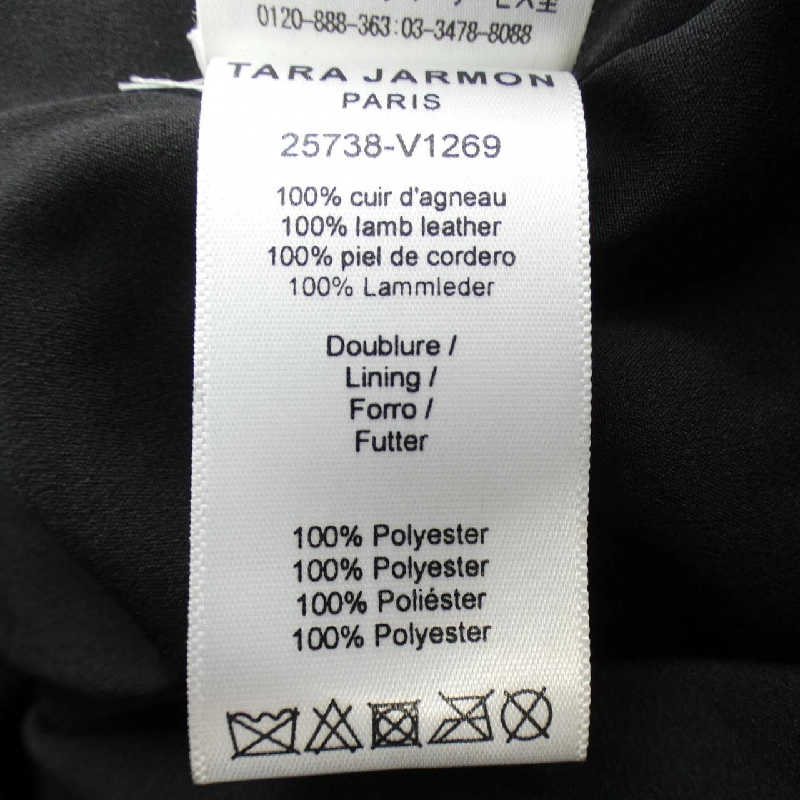 0120-888-363:03-3478-8088
TARA JARMON
PARIS
25738-V1269
100% cuir d'agneau
100% lamb leather
100% piel de cordero
100% Lammleder
Doublure /
Lining /
Forro /
Futter
100% Polyester
100% Polyester
100% Poliéster
100% Polyester